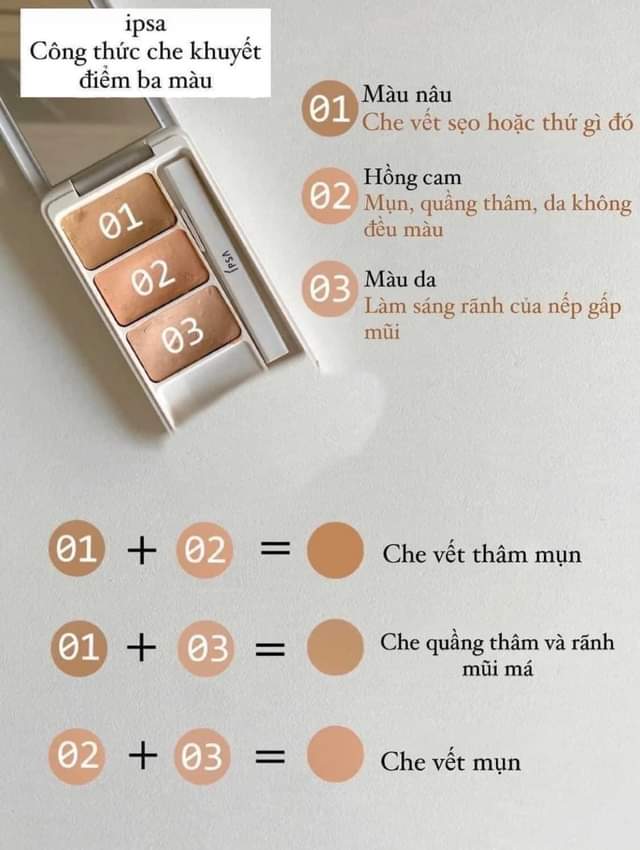 ipsa
Công thức che khuyết
điểm ba màu
01
Màu nâu
Che vết sẹo hoặc thứ gì đó
02
Hồng cam
Mụn, quầng thâm, da không
đều màu
03
Màu da
Làm sáng rãnh của nếp gấp
mũi
01
02
03
IPSA
01 + 02 =
Che vết thâm mụn
01 + 03 =
Che quầng thâm và rãnh
mũi má
02 + 03 =
Che vết mụn